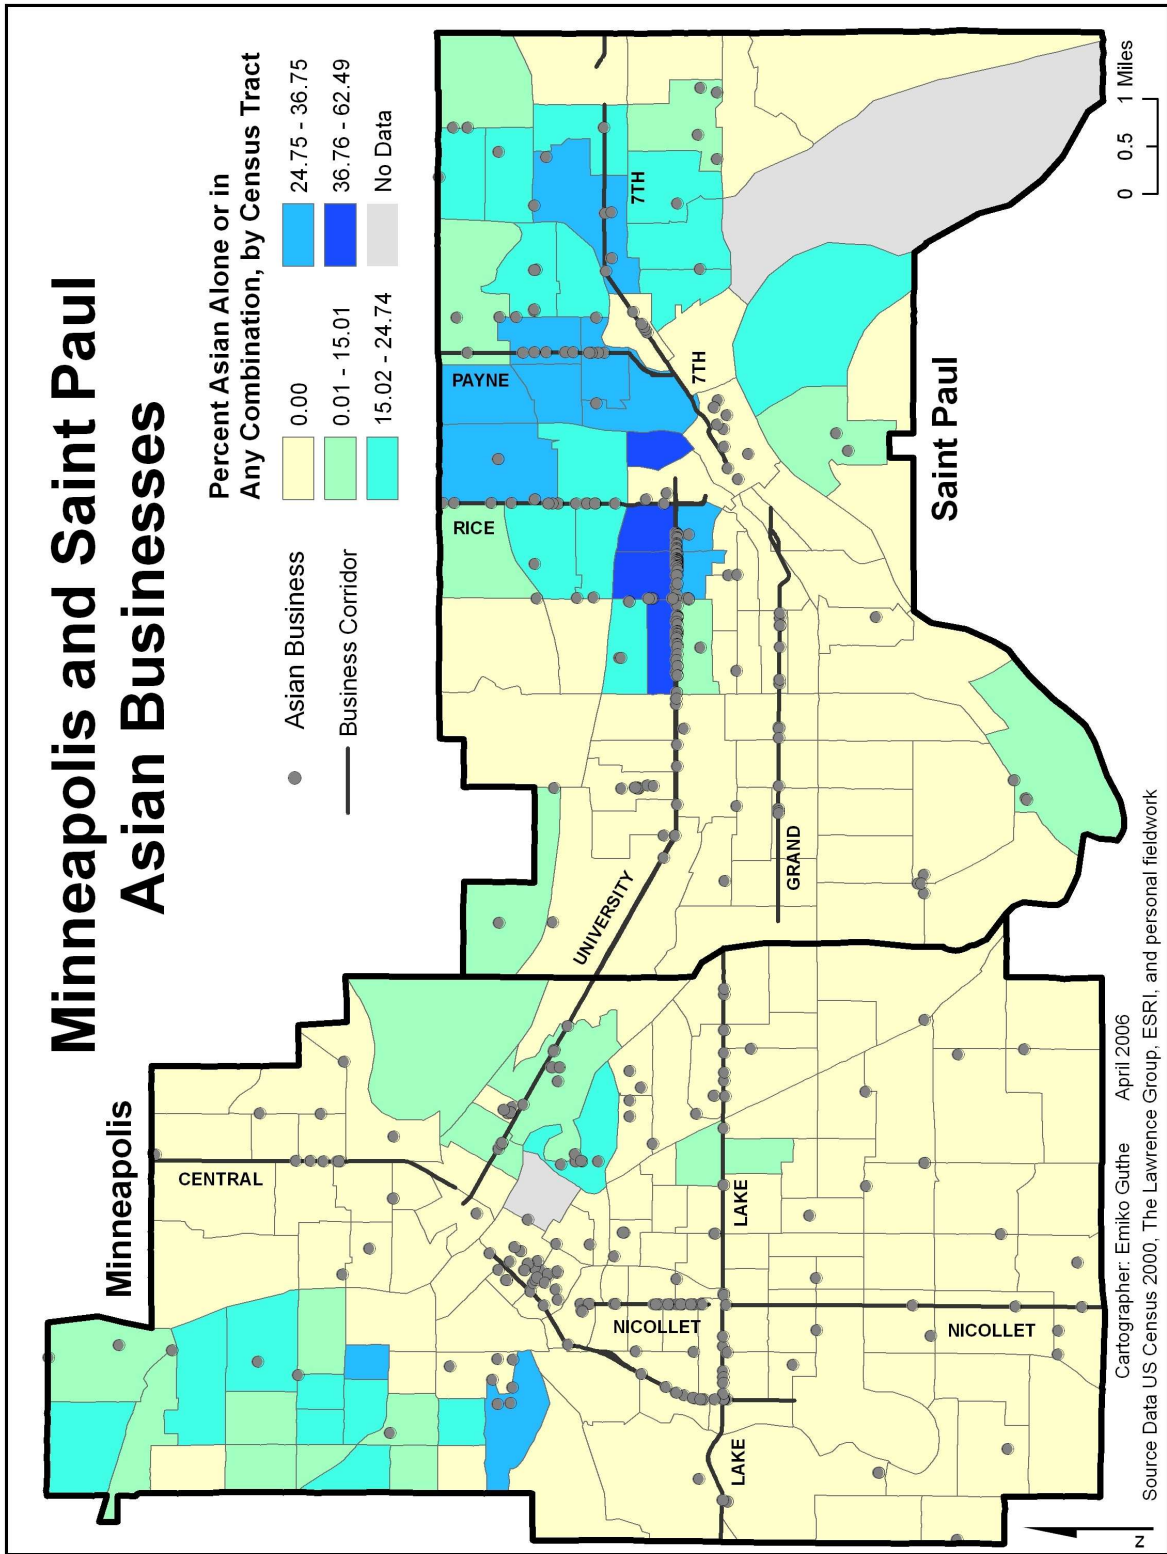 Minneapolis and Saint Paul
Asian Businesses
Percent Asian Alone or in
Any Combination, by Census Tract
Asian Business
Business Corridor
0.00
0.01 - 15.01
15.02 - 24.74
24.75 - 36.75
36.76 - 62.49
No Data
Minneapolis
CENTRAL
UNIVERSITY
RICE
PAYNE
7TH
7TH
GRAND
LAKE
LAKE
NICOLLET
NICOLLET
Saint Paul
0 0.5 1 Miles
N
Cartographer: Emiko Guthe April 2006
Source Data US Census 2000, The Lawrence Group, ESRI, and personal fieldwork